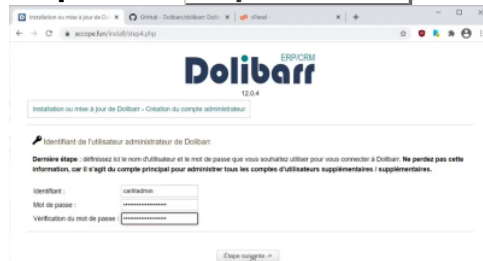 Installation ou mise à jour de Do
GitHub - Dolibarr/dolibarr: Dolib
cPanel -
accope.fun/install/step4.php
Dolibarr
ERP/CRM
12.0.4
Installation ou mise à jour de Dolibarr - Création du compte administrateur
Identifiant de l'utilisateur administrateur de Dolibarr
Dernière étape : définissez ici le nom d'utilisateur et le mot de passe que vous souhaitez utiliser pour vous connecter à Dolibarr. Ne perdez pas cette
information, car il s'agit du compte principal pour administrer tous les comptes d'utilisateurs supplémentaires / supplémentaires.
Identifiant :
Mot de passe :
Vérification du mot de passe :
Étape suivante ->